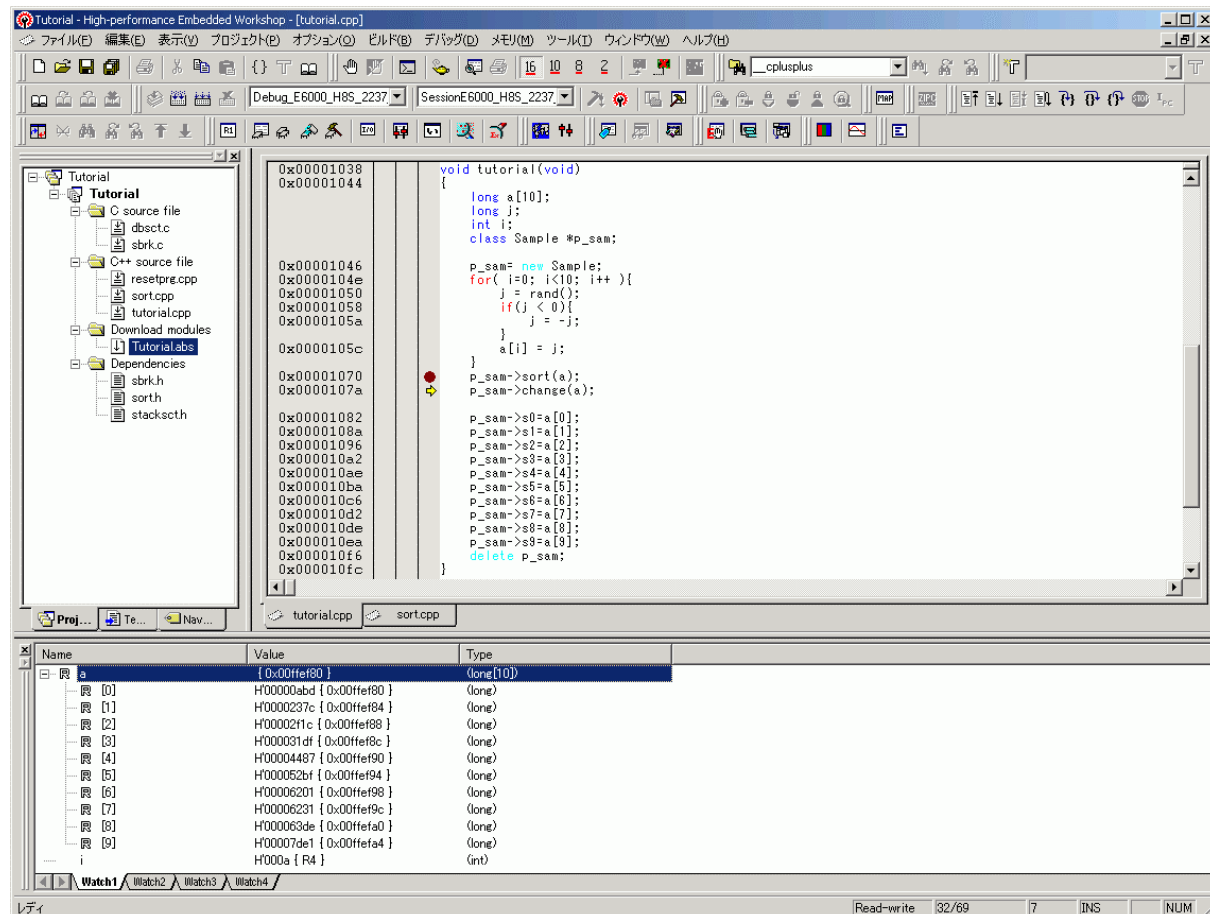 Tutorial - High-performance Embedded Workshop - [tutorial.cpp]
ファイル(F) 編集(E) 表示(V) プロジェクト(P) オプション(O) ビルド(B) デバッグ(D) メモリ(M) ツール(T) ウィンドウ(W) ヘルプ(H)
16 10 8 2 __cplusplus
Debug_E6000_H8S_2237_ SessionE6000_H8S_2237_
Tutorial
Tutorial
C source file
dbsct.c
sbrk.c
C++ source file
resetprg.cpp
sort.cpp
tutorial.cpp
Download modules
Tutorial.abs
Dependencies
sbrk.h
sort.h
stacksct.h
Proj... Te... Nav...
0x00001038 void tutorial(void)
0x00001044 {
long a[10];
long j;
int i;
class Sample *p_sam;
0x00001046 p_sam= new Sample;
0x0000104e for( i=0; i<10; i++ ){
0x00001050 j = rand();
0x00001058 if(j < 0){
0x0000105a j = -j;
}
0x0000105c a[i] = j;
}
0x00001070 p_sam->sort(a);
0x0000107a p_sam->change(a);
0x00001082 p_sam->s0=a[0];
0x0000108a p_sam->s1=a[1];
0x00001096 p_sam->s2=a[2];
0x000010a2 p_sam->s3=a[3];
0x000010ae p_sam->s4=a[4];
0x000010ba p_sam->s5=a[5];
0x000010c6 p_sam->s6=a[6];
0x000010d2 p_sam->s7=a[7];
0x000010de p_sam->s8=a[8];
0x000010ea p_sam->s9=a[9];
0x000010f6 delete p_sam;
0x000010fc }
tutorial.cpp sort.cpp
Name Value Type
R a { 0x00ffef80 } (long[10])
R [0] H'00000abd { 0x00ffef80 } (long)
R [1] H'0000237c { 0x00ffef84 } (long)
R [2] H'00002f1c { 0x00ffef88 } (long)
R [3] H'000031df { 0x00ffef8c } (long)
R [4] H'00004487 { 0x00ffef90 } (long)
R [5] H'000052bf { 0x00ffef94 } (long)
R [6] H'00006201 { 0x00ffef98 } (long)
R [7] H'00006231 { 0x00ffef9c } (long)
R [8] H'000063de { 0x00ffefa0 } (long)
R [9] H'00007de1 { 0x00ffefa4 } (long)
i H'000a { R4 } (int)
Watch1 Watch2 Watch3 Watch4
レディ Read-write 32/69 7 INS NUM